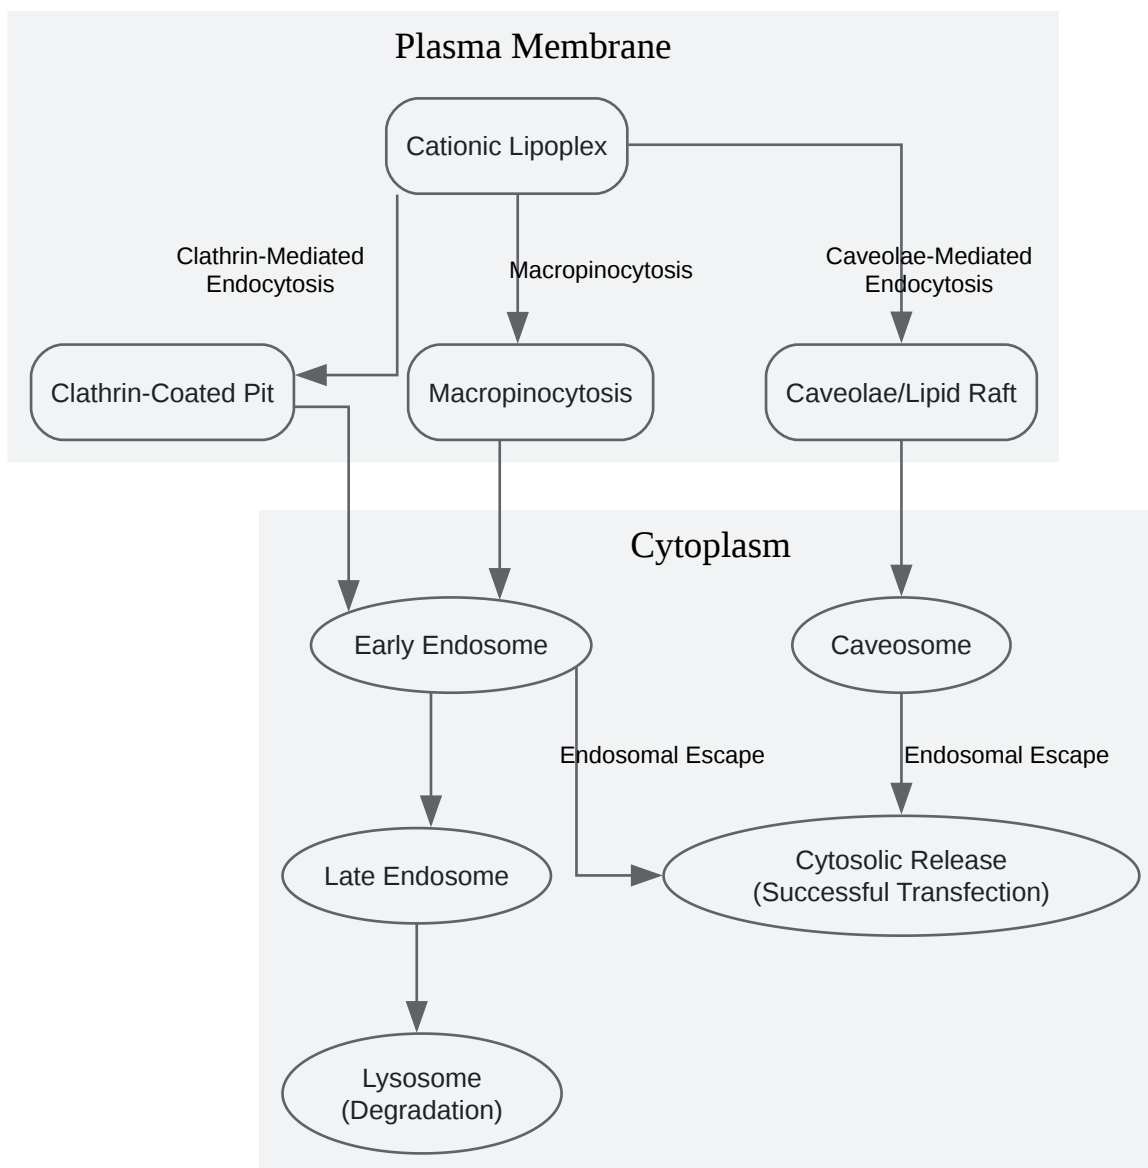 Plasma Membrane
Cationic Lipoplex
Clathrin-Mediated
Endocytosis
Macropinocytosis
Caveolae-Mediated
Endocytosis
Clathrin-Coated Pit
Macropinocytosis
Caveolae/Lipid Raft
Cytoplasm
Early Endosome
Caveosome
Endosomal Escape
Endosomal Escape
Late Endosome
Cytosolic Release
(Successful Transfection)
Lysosome
(Degradation)